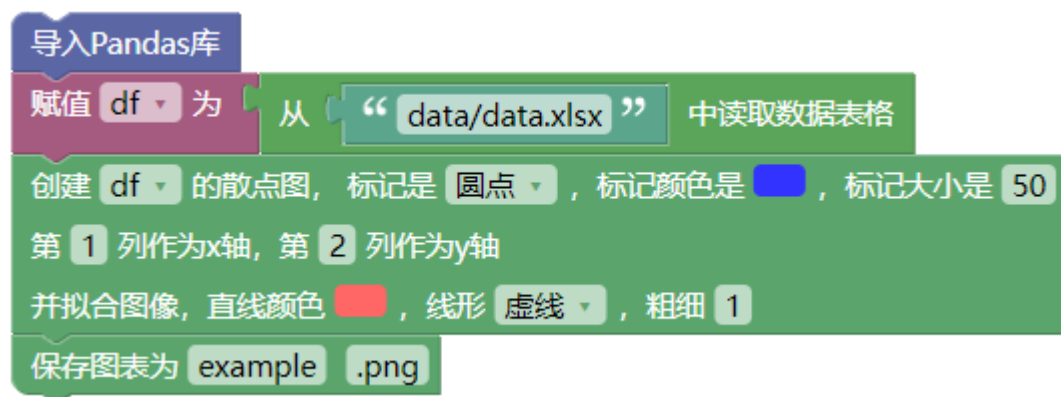 导入Pandas库
赋值 df 为 从 “ data/data.xlsx ” 中读取数据表格
创建 df 的散点图， 标记是 圆点 ，标记颜色是 ，标记大小是 50
第 1 列作为x轴，第 2 列作为y轴
并拟合图像，直线颜色 ，线形 虚线 ，粗细 1
保存图表为 example .png